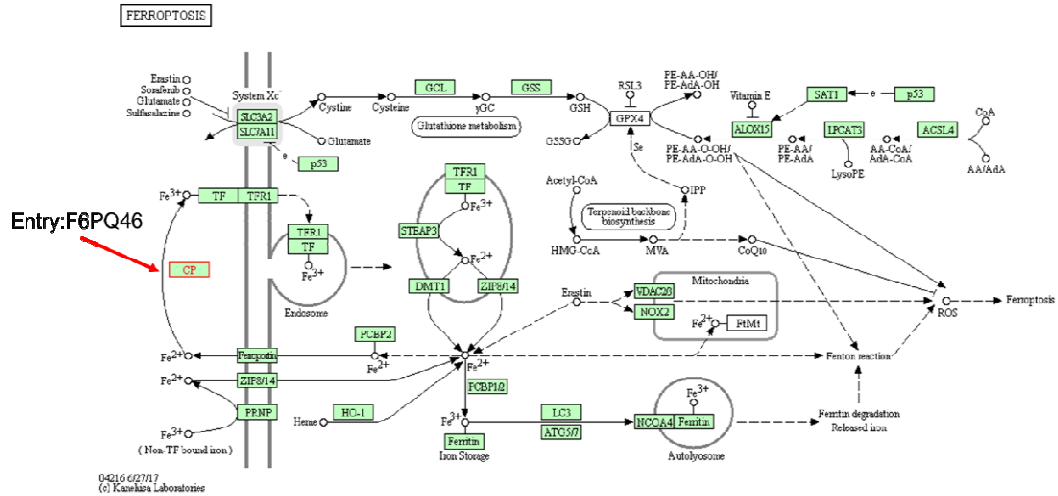 FERROPTOSIS
Erastin
Sorafenib
Glutamate
Sulfasalazine
System Xc⁻
SLC3A2
SLC7A11
Cystine
Glutamate
e
p53
Cysteine
GCL
γGC
GSS
GSH
Glutathione metabolism
GSSG
RSL3
GPX4
Se
PE-AA-OH/
PE-AdA-OH
PE-AA-O-OH/
PE-AdA-O-OH
Vitamin E
ALOX15
SAT1
e
p53
PE-AA/
PE-AdA
LPCAT3
LysoPE
AA-CoA/
AdA-CoA
ACSL4
CoA
AA/AdA
Fe3+
TF
TFR1
Entry:F6PQ46
CP
TFR1
TF
Fe3+
Endosome
TFR1
TF
Fe3+
STEAP3
Fe2+
DMT1
ZIP8/14
Acetyl-CoA
IPP
Terpenoid backbone
biosynthesis
HMG-CoA
MVA
CoQ10
Erastin
VDAC2/3
NOX2
Mitochondria
Fe2+
FtMt
ROS
Ferroptosis
Fe2+
Ferroportin
PCBP2
Fe2+
Fe2+
Fenton reaction
Fe2+
ZIP8/14
PRNP
Fe3+
( Non-TF bound iron )
Heme
HO-1
PCBP1/2
Fe3+
Ferritin
Iron Storage
LC3
ATG5/7
NCOA4
Fe3+
Ferritin
Autolyosome
Ferritin degradation
Released iron
04216 6/27/17
(c) Kanehisa Laboratories